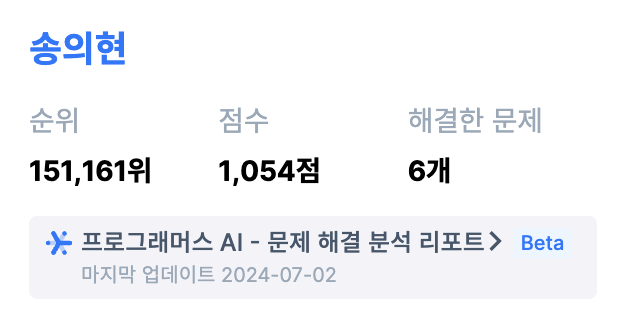 송의현
순위 점수 해결한 문제
151,161위 1,054점 6개
프로그래머스 AI - 문제 해결 분석 리포트 Beta
마지막 업데이트 2024-07-02